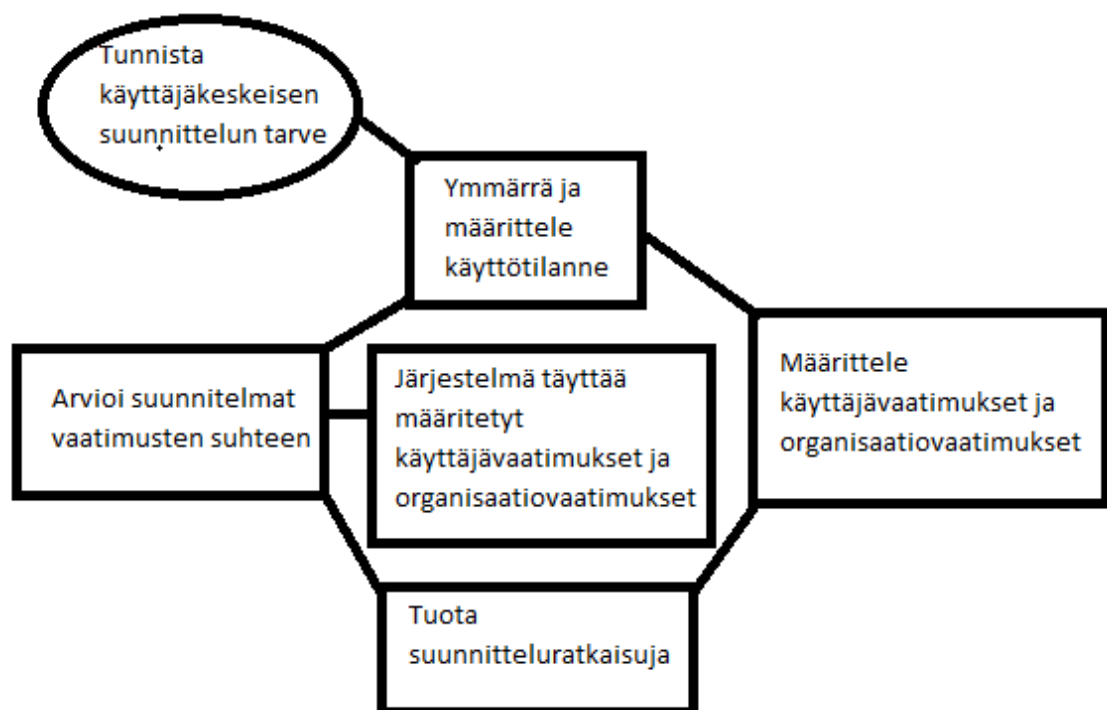 Tunnista
käyttäjäkeskeisen
suunnittelun tarve
Ymmärrä ja
määrittele
käyttötilanne
Määrittele
käyttäjävaatimukset ja
organisaatiovaatimukset
Arvioi suunnitelmat
vaatimusten suhteen
Järjestelmä täyttää
määritetyt
käyttäjävaatimukset ja
organisaatiovaatimukset
Tuota
suunnitteluratkaisuja